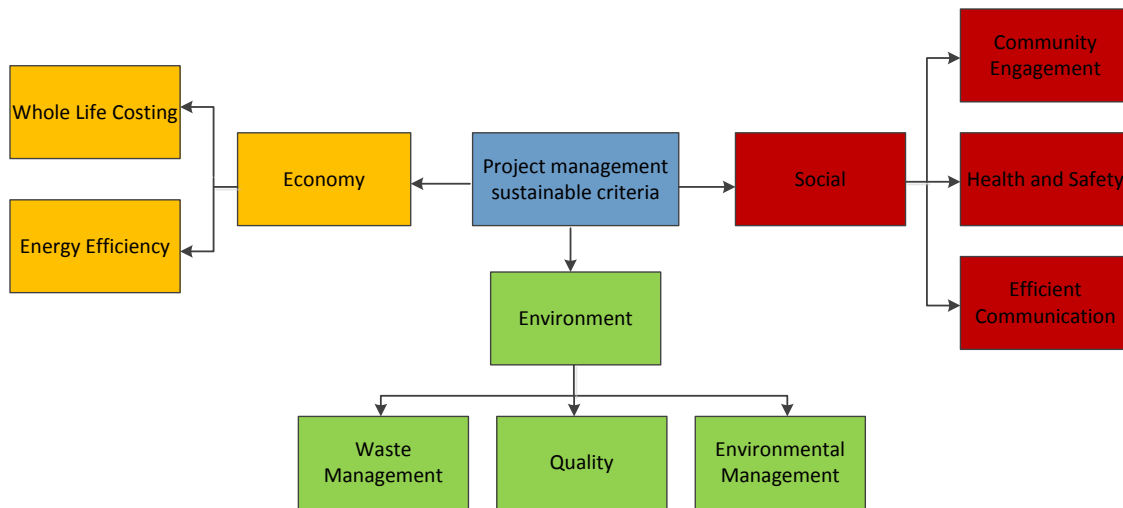 Community
Engagement
Whole Life Costing
Economy
Project management
sustainable criteria
Social
Health and Safety
Energy Efficiency
Efficient
Communication
Environment
Waste
Management
Quality
Environmental
Management